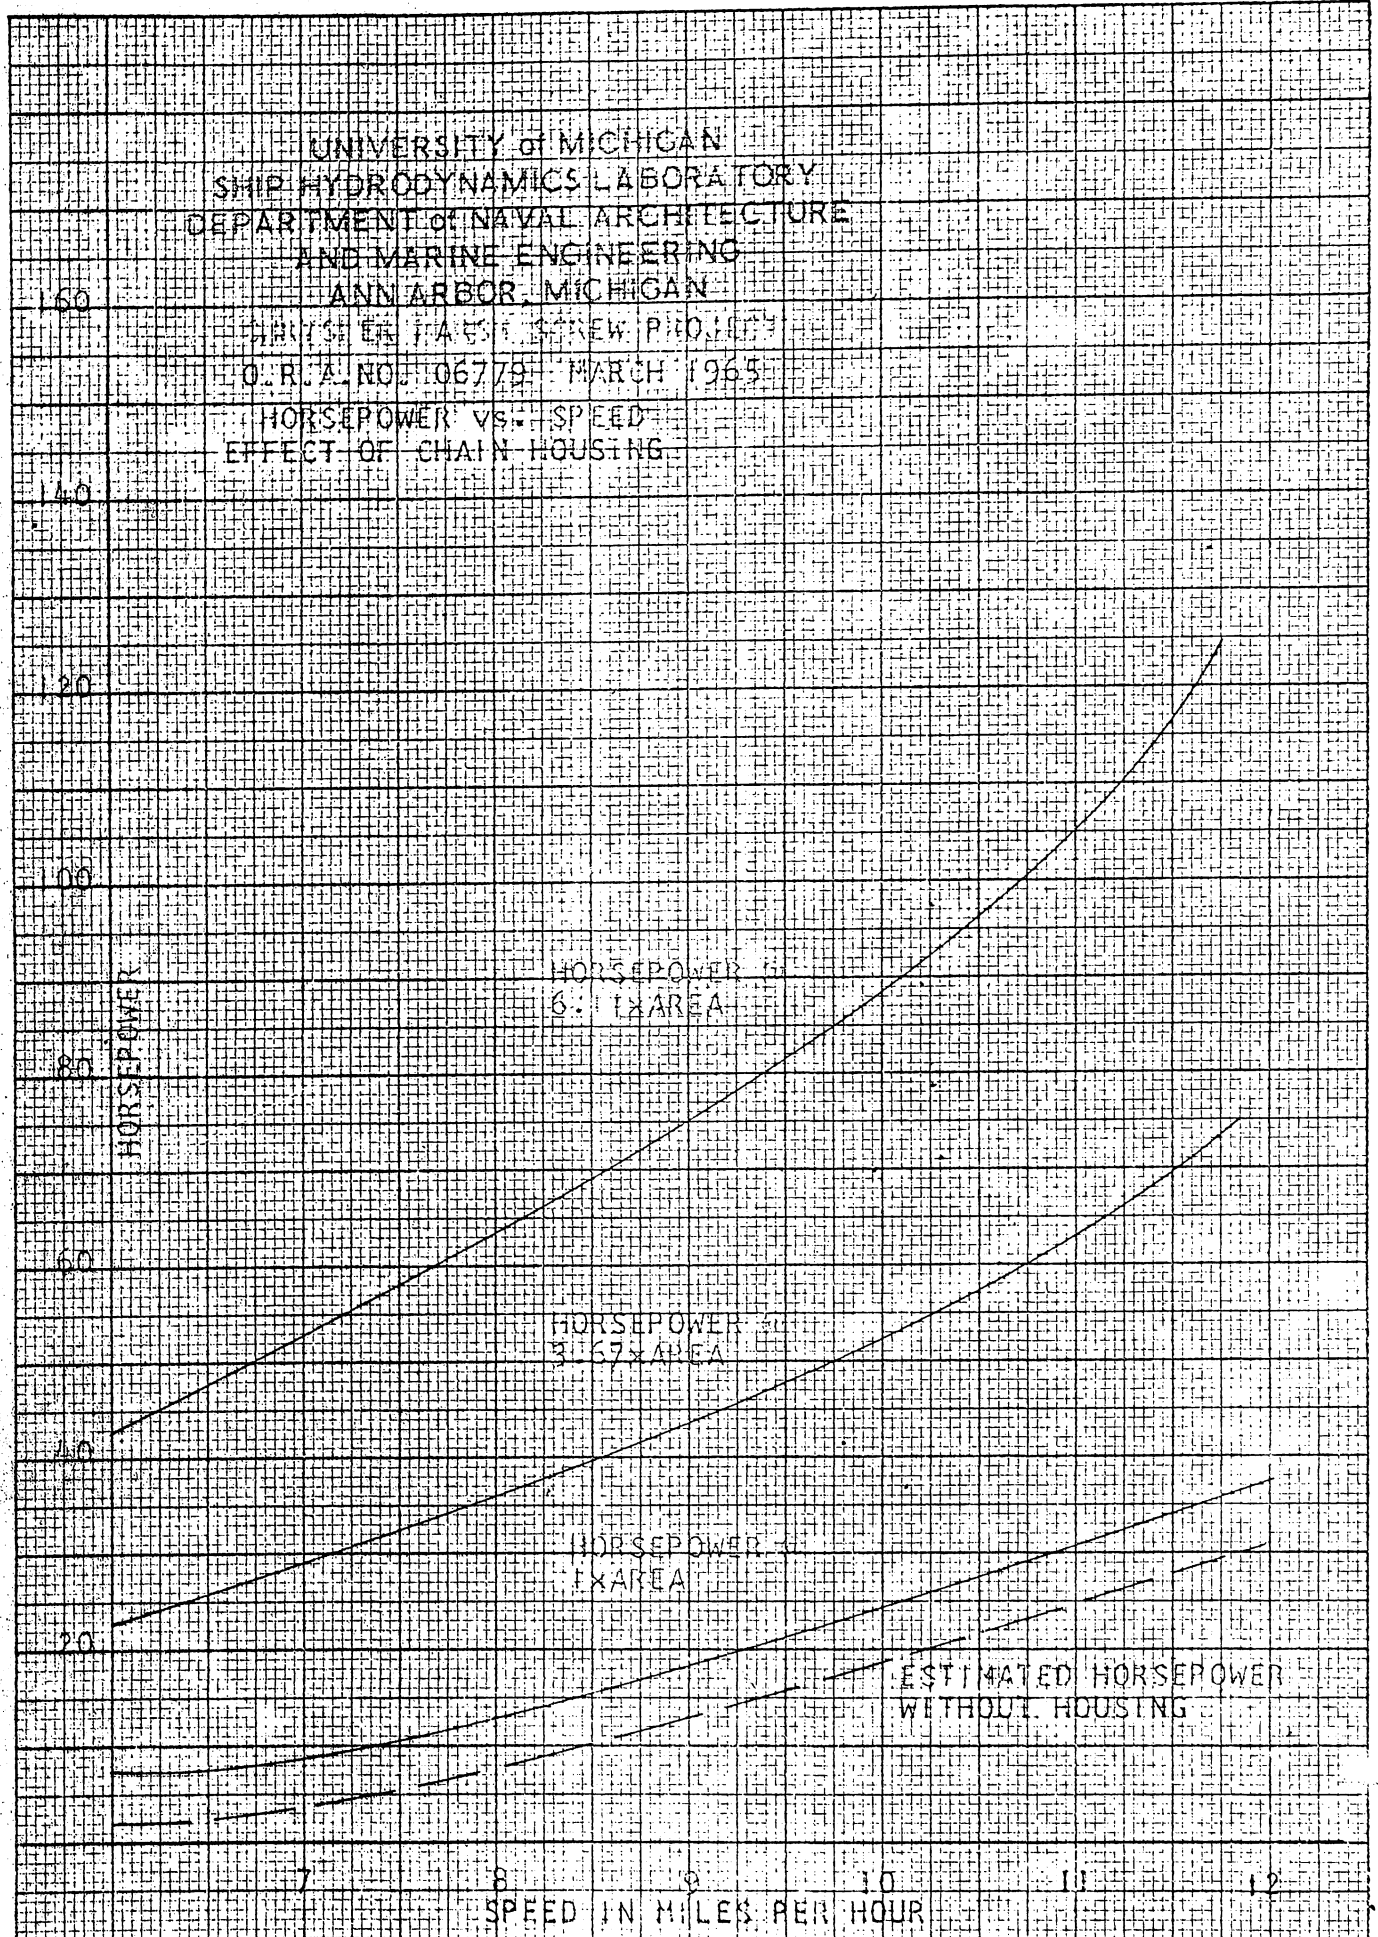 UNIVERSITY of MICHIGAN
SHIP HYDRODYNAMICS LABORATORY
DEPARTMENT of NAVAL ARCHITECTURE
AND MARINE ENGINEERING
ANN ARBOR, MICHIGAN
SCREW PROJECT
O.R.A. NO. 06779 MARCH 1965
HORSEPOWER vs. SPEED
EFFECT OF CHAIN HOUSING
160
140
120
100
80
60
40
20
HORSEPOWER
HORSEPOWER
6.11xAREA
HORSEPOWER
3.67xAREA
HORSEPOWER
1xAREA
ESTIMATED HORSEPOWER
WITHOUT HOUSING
7 8 9 10 11 12
SPEED IN MILES PER HOUR